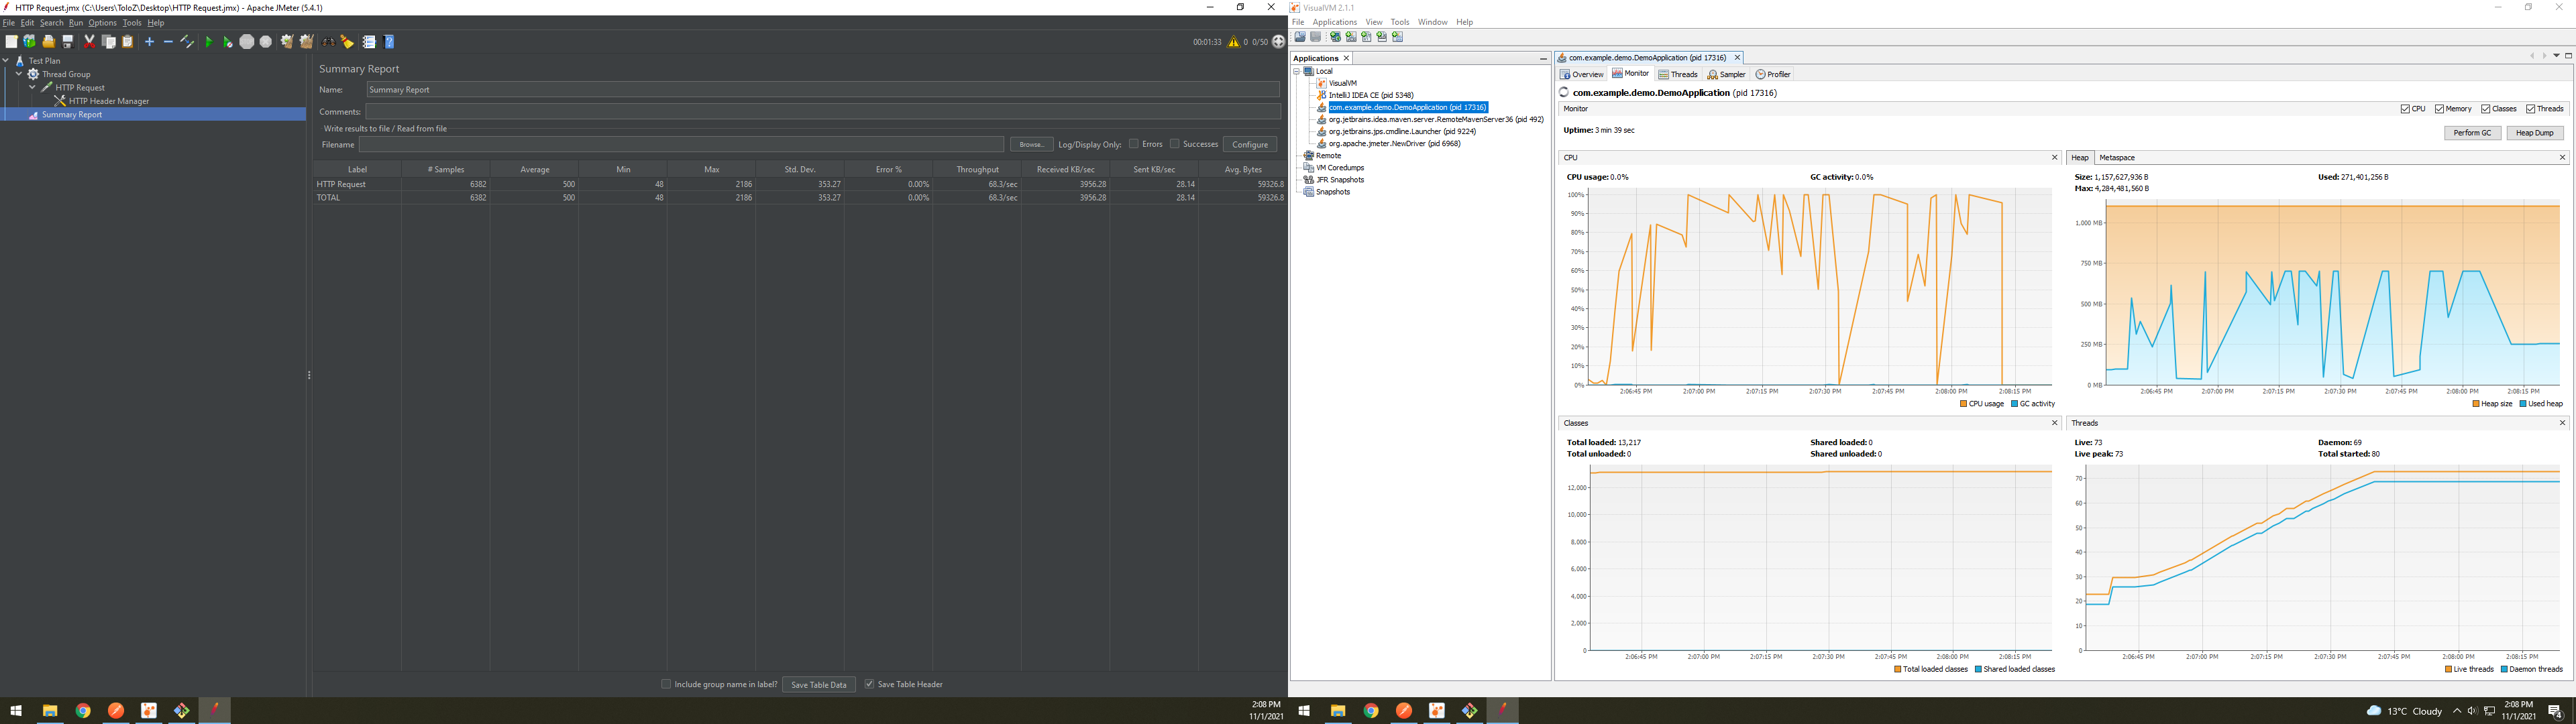 HTTP Request.jmx (C:\Users\ToloZ\Desktop\HTTP Request.jmx) - Apache JMeter (5.4.1)
File Edit Search Run Options Tools Help
00:01:33 0 0/50
Test Plan
Thread Group
HTTP Request
HTTP Header Manager
Summary Report
Summary Report
Name: Summary Report
Comments:
Write results to file / Read from file
Filename Browse... Log/Display Only: Errors Successes Configure
Label # Samples Average Min Max Std. Dev. Error % Throughput Received KB/sec Sent KB/sec Avg. Bytes
HTTP Request 6382 500 48 2186 353.27 0.00% 68.3/sec 3956.28 28.14 59326.8
TOTAL 6382 500 48 2186 353.27 0.00% 68.3/sec 3956.28 28.14 59326.8
Include group name in label? Save Table Data Save Table Header
2:08 PM
11/1/2021
VisualVM 2.1.1
File Applications View Tools Window Help
Applications
Local
VisualVM
IntelliJ IDEA CE (pid 5348)
com.example.demo.DemoApplication (pid 17316)
org.jetbrains.idea.maven.server.RemoteMavenServer36 (pid 492)
org.jetbrains.jps.cmdline.Launcher (pid 9224)
org.apache.jmeter.NewDriver (pid 6968)
Remote
VM Coredumps
JFR Snapshots
Snapshots
com.example.demo.DemoApplication (pid 17316)
Overview Monitor Threads Sampler Profiler
com.example.demo.DemoApplication (pid 17316)
Monitor CPU Memory Classes Threads
Uptime: 3 min 39 sec Perform GC Heap Dump
CPU
CPU usage: 0.0% GC activity: 0.0%
100%
90%
80%
70%
60%
50%
40%
30%
20%
10%
0%
2:06:45 PM 2:07:00 PM 2:07:15 PM 2:07:30 PM 2:07:45 PM 2:08:00 PM 2:08:15 PM
CPU usage GC activity
Heap Metaspace
Size: 1,157,627,936 B Used: 271,401,256 B
Max: 4,284,481,560 B
1.000 MB
750 MB
500 MB
250 MB
0 MB
2:06:45 PM 2:07:00 PM 2:07:15 PM 2:07:30 PM 2:07:45 PM 2:08:00 PM 2:08:15 PM
Heap size Used heap
Classes
Total loaded: 13,217 Shared loaded: 0
Total unloaded: 0 Shared unloaded: 0
12.000
10.000
8.000
6.000
4.000
2.000
0
2:06:45 PM 2:07:00 PM 2:07:15 PM 2:07:30 PM 2:07:45 PM 2:08:00 PM 2:08:15 PM
Total loaded classes Shared loaded classes
Threads
Live: 73 Daemon: 69
Live peak: 73 Total started: 80
70
60
50
40
30
20
10
0
2:06:45 PM 2:07:00 PM 2:07:15 PM 2:07:30 PM 2:07:45 PM 2:08:00 PM 2:08:15 PM
Live threads Daemon threads
13°C Cloudy
2:08 PM
11/1/2021